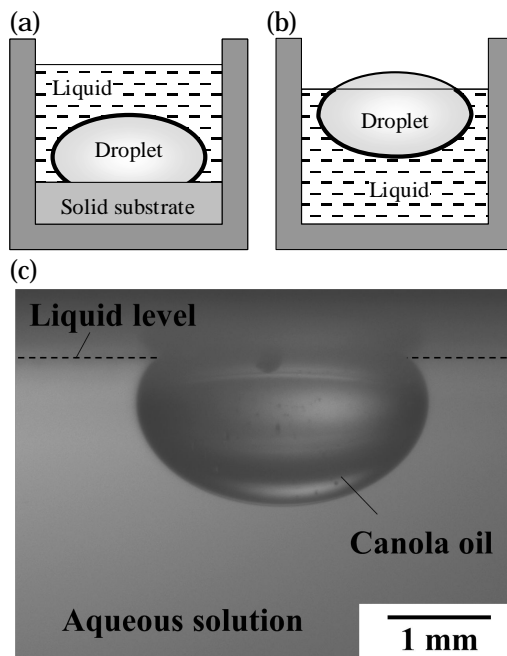 (a)
Liquid
Droplet
Solid substrate
(b)
Droplet
Liquid
(c)
Liquid level
Canola oil
Aqueous solution
1 mm